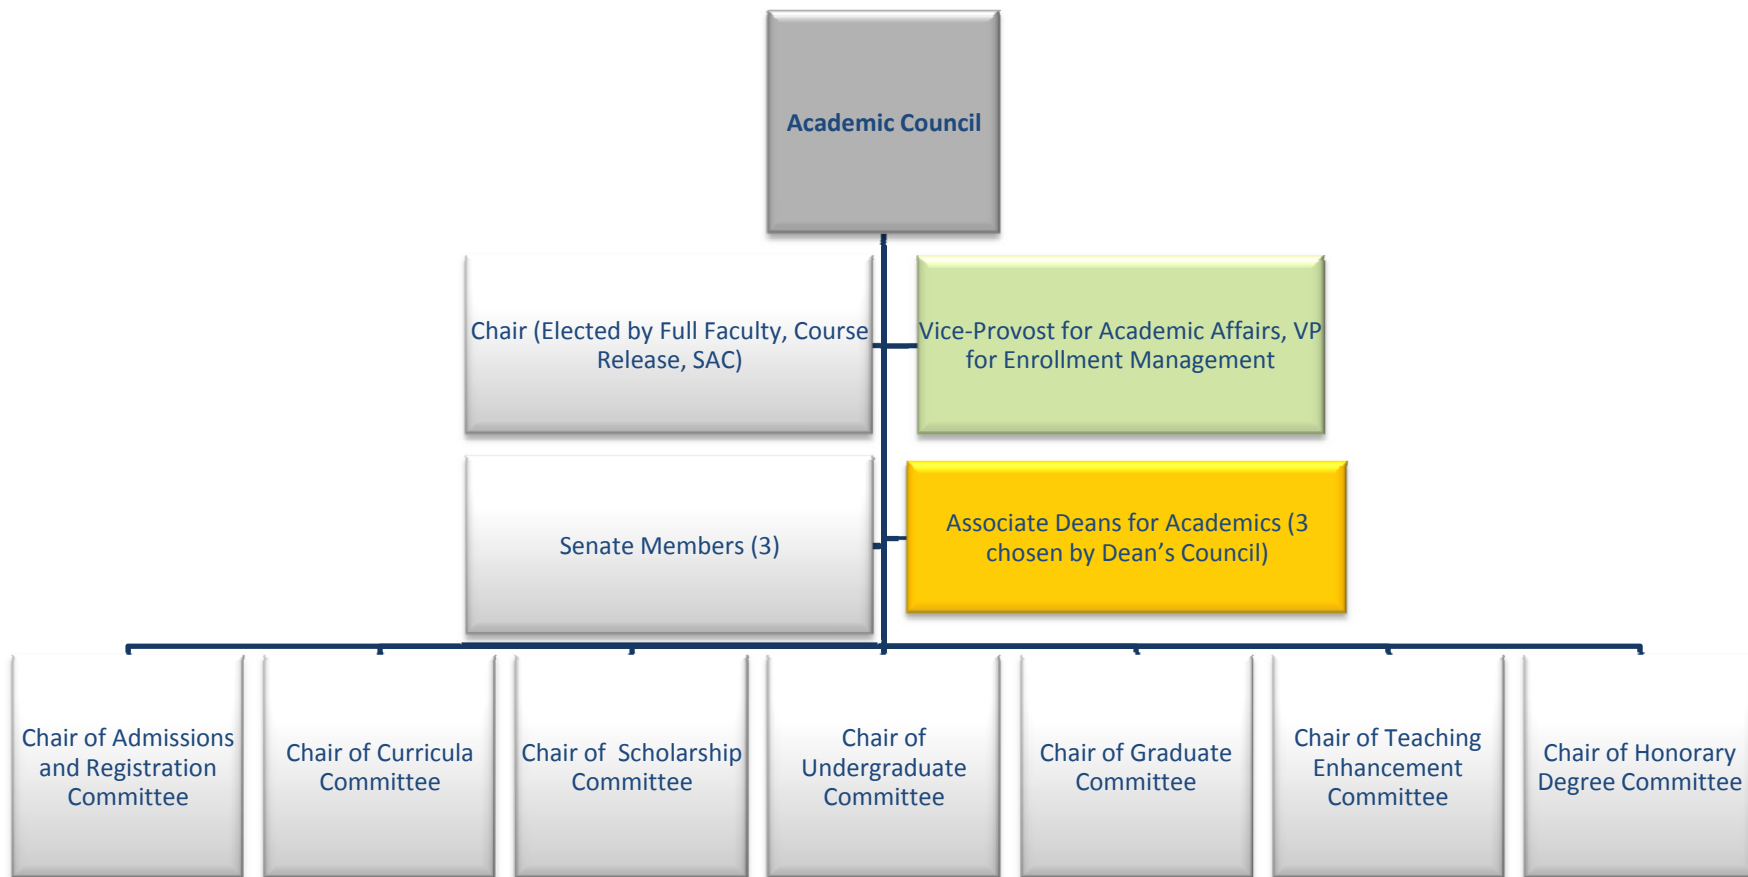 Academic Council
Chair (Elected by Full Faculty, Course
Release, SAC)
Vice-Provost for Academic Affairs, VP
for Enrollment Management
Senate Members (3)
Associate Deans for Academics (3
chosen by Dean’s Council)
Chair of Admissions
and Registration
Committee
Chair of Curricula
Committee
Chair of  Scholarship
Committee
Chair of
Undergraduate
Committee
Chair of Graduate
Committee
Chair of Teaching
Enhancement
Committee
Chair of Honorary
Degree Committee